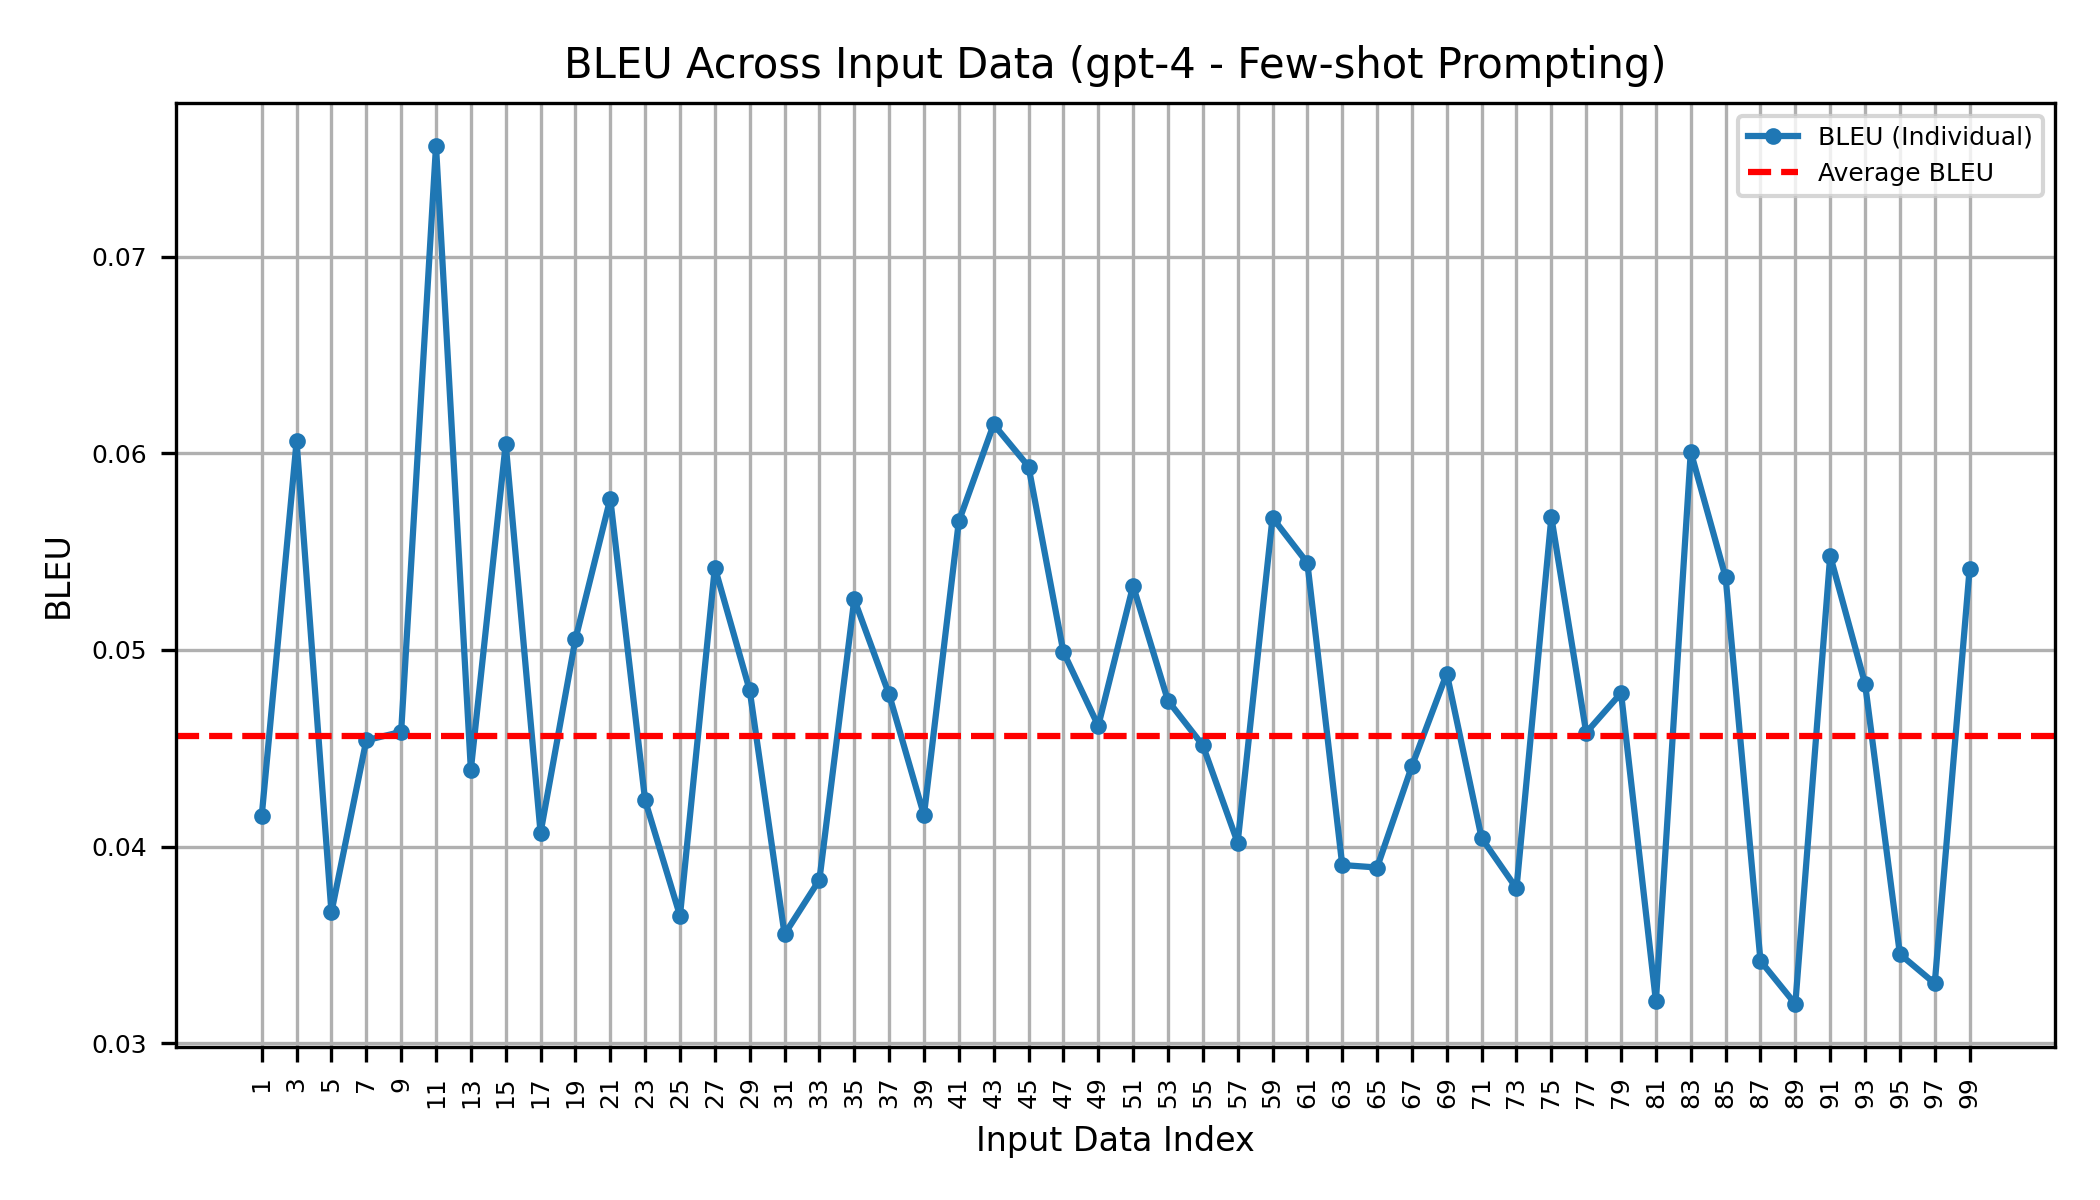 BLEU Across Input Data (gpt-4 - Few-shot Prompting)
BLEU (Individual)
Average BLEU
BLEU
0.07
0.06
0.05
0.04
0.03
1 3 5 7 9 11 13 15 17 19 21 23 25 27 29 31 33 35 37 39 41 43 45 47 49 51 53 55 57 59 61 63 65 67 69 71 73 75 77 79 81 83 85 87 89 91 93 95 97 99
Input Data Index